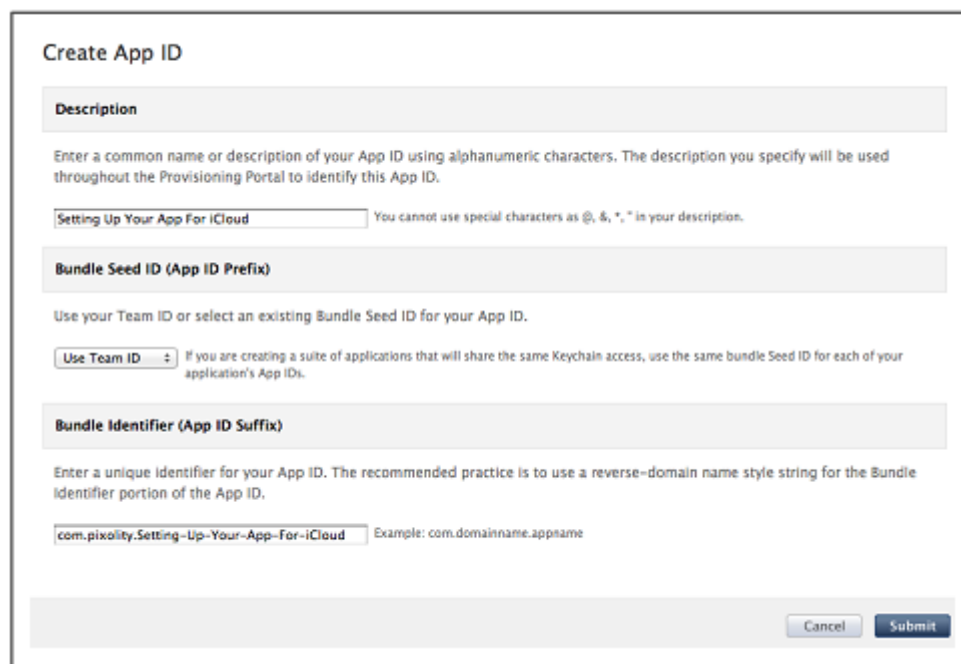 Create App ID
Description
Enter a common name or description of your App ID using alphanumeric characters. The description you specify will be used
throughout the Provisioning Portal to identify this App ID.
Setting Up Your App For iCloud
You cannot use special characters as @, &, *, " in your description.
Bundle Seed ID (App ID Prefix)
Use your Team ID or select an existing Bundle Seed ID for your App ID.
Use Team ID
If you are creating a suite of applications that will share the same Keychain access, use the same bundle Seed ID for each of your
application's App IDs.
Bundle Identifier (App ID Suffix)
Enter a unique identifier for your App ID. The recommended practice is to use a reverse-domain name style string for the Bundle
Identifier portion of the App ID.
com.pixolity.Setting-Up-Your-App-For-iCloud
Example: com.domainname.appname
Cancel
Submit